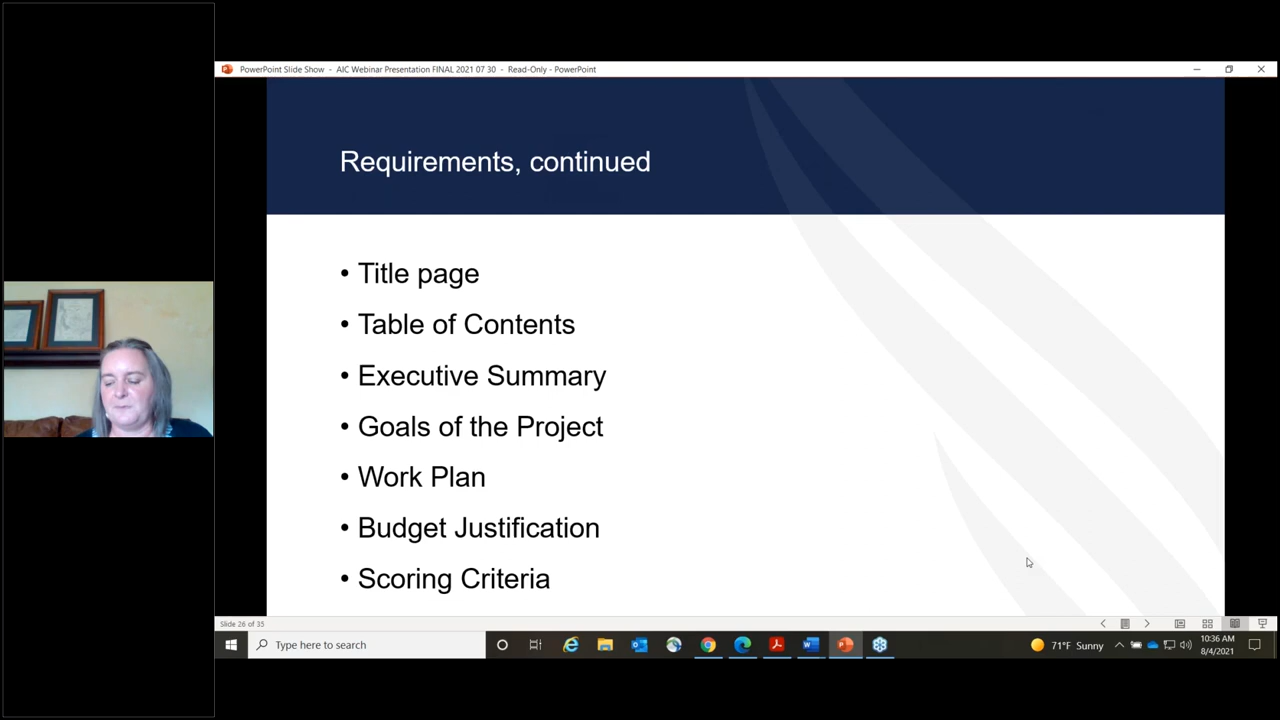 PowerPoint Slide Show - AIC Webinar Presentation FINAL 2021 07 30 - Read-Only - PowerPoint
Requirements, continued
• Title page
• Table of Contents
• Executive Summary
• Goals of the Project
• Work Plan
• Budget Justification
• Scoring Criteria
Slide 26 of 35
Type here to search
71°F Sunny
10:36 AM
8/4/2021